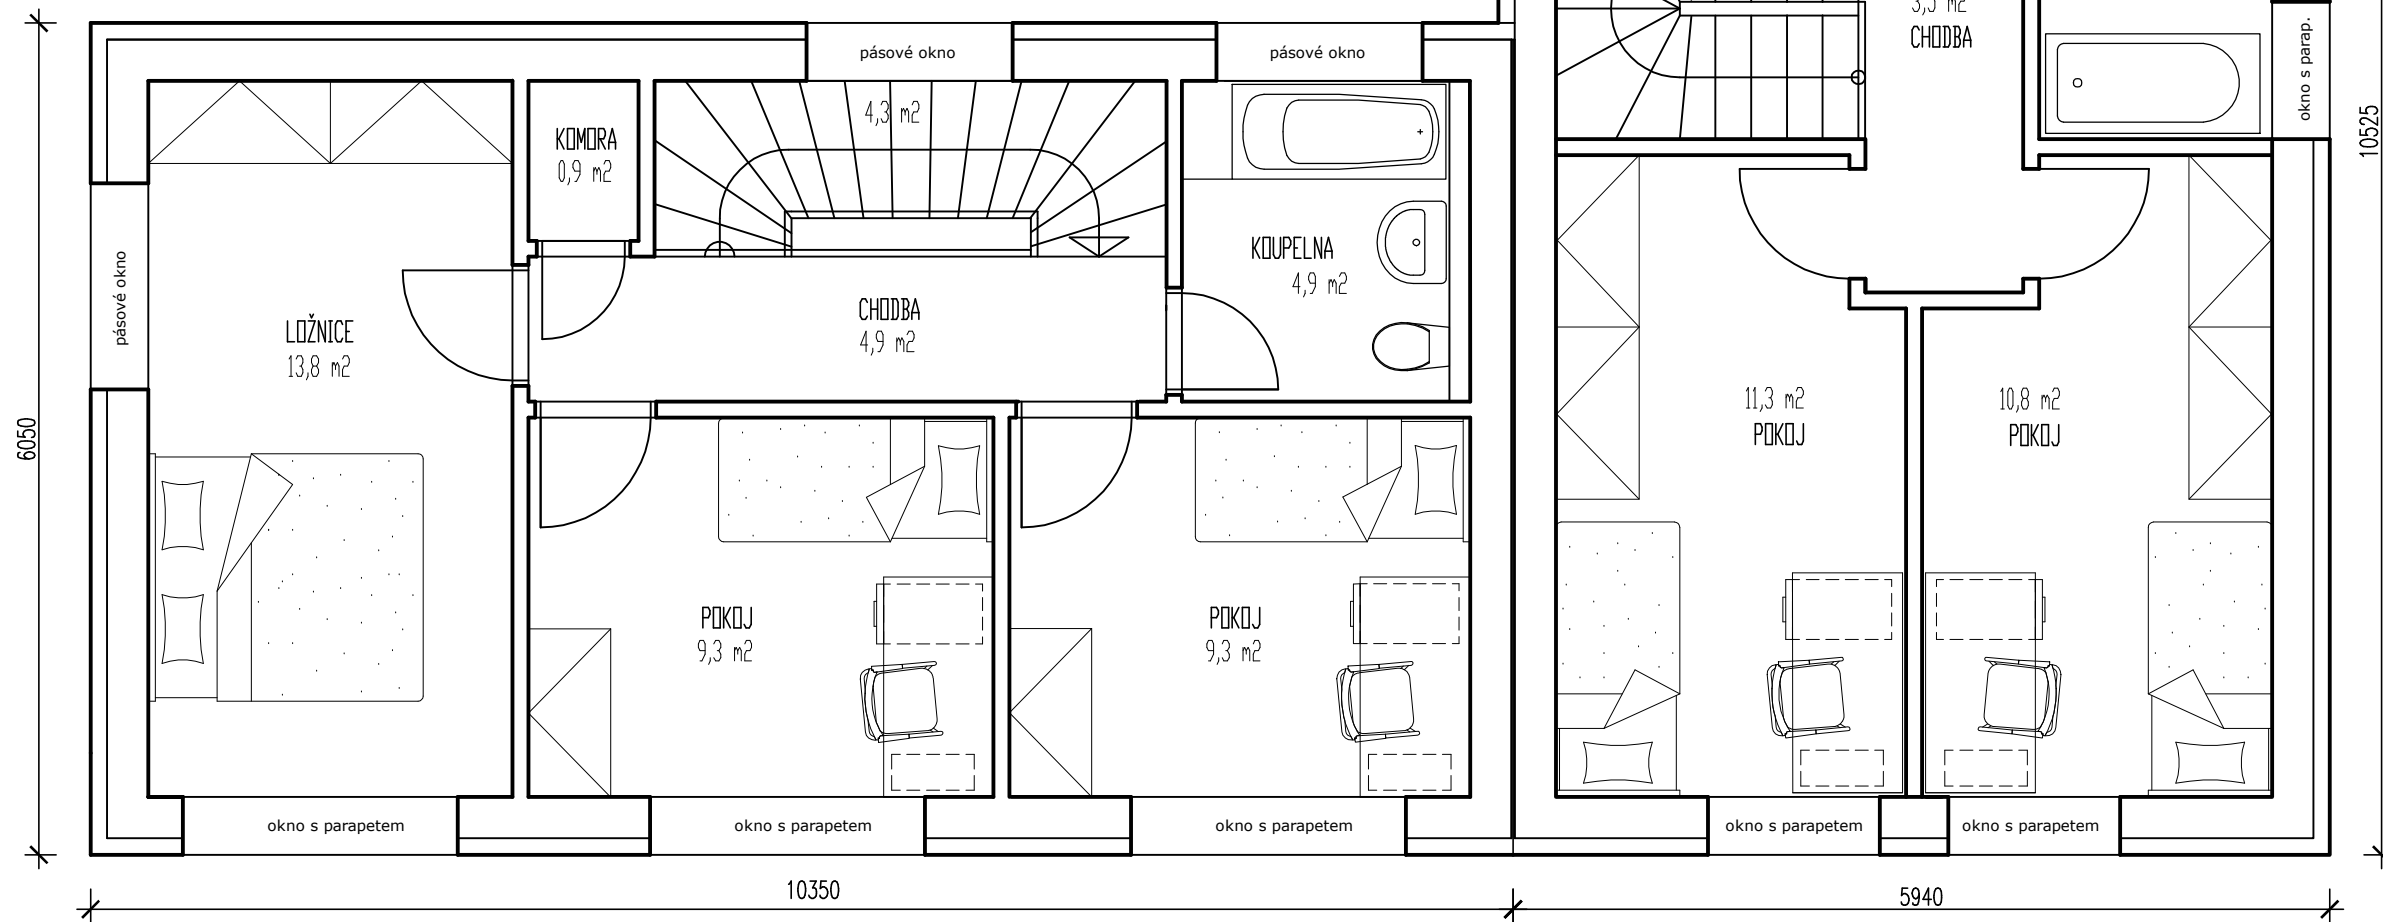 pásové okno
pásové okno
4,3 m2
KOMORA
0,9 m2
KOUPELNA
4,9 m2
pásové okno
LOŽNICE
13,8 m2
CHODBA
4,9 m2
6050
POKOJ
9,3 m2
POKOJ
9,3 m2
okno s parapetem
okno s parapetem
okno s parapetem
10350
m2
CHODBA
okno s parap.
10525
11,3 m2
POKOJ
10,8 m2
POKOJ
okno s parapetem
okno s parapetem
5940